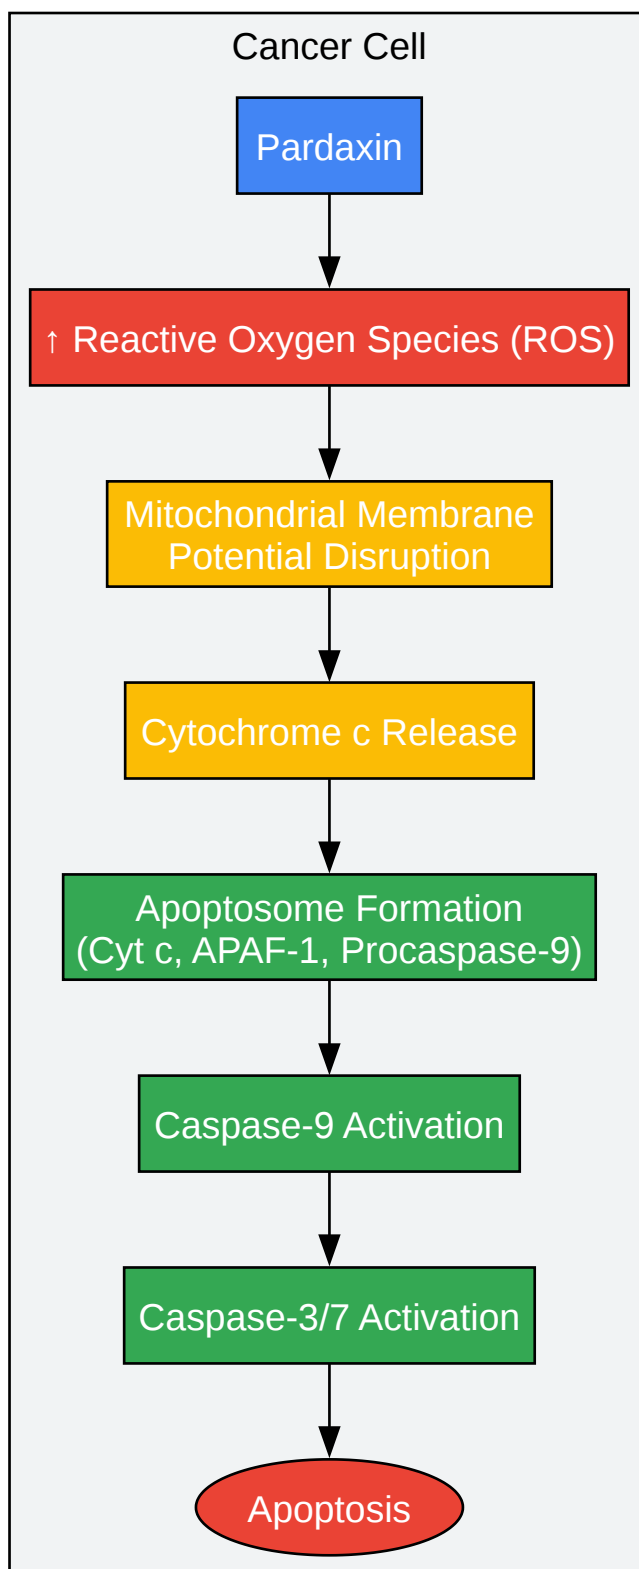 Cancer Cell
Pardaxin
↑ Reactive Oxygen Species (ROS)
Mitochondrial Membrane
Potential Disruption
Cytochrome c Release
Apoptosome Formation
(Cyt c, APAF-1, Procaspase-9)
Caspase-9 Activation
Caspase-3/7 Activation
Apoptosis